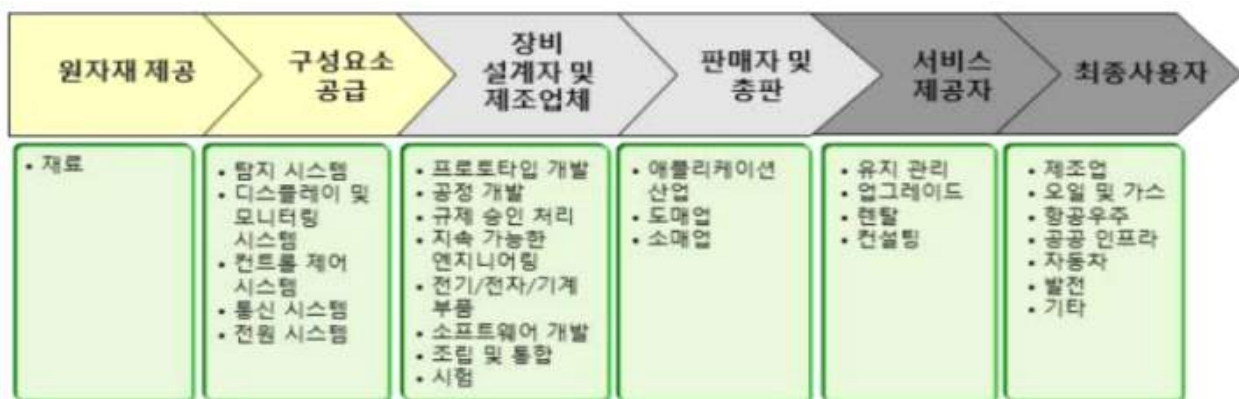 원자재 제공
구성요소
공급
장비
설계자 및
제조업체
판매자 및
총판
서비스
제공자
최종사용자
• 재료
• 탐지 시스템
• 디스플레이 및
모니터링
시스템
• 컨트롤 제어
시스템
• 통신 시스템
• 전원 시스템
• 프로토타입 개발
• 공정 개발
• 규제 승인 처리
• 지속 가능한
엔지니어링
• 전기/전자/기계
부품
• 소프트웨어 개발
• 조립 및 통합
• 시험
• 애플리케이션
산업
• 도매업
• 소매업
• 유지 관리
• 업그레이드
• 렌탈
• 컨설팅
• 제조업
• 오일 및 가스
• 항공우주
• 공공 인프라
• 자동차
• 발전
• 기타